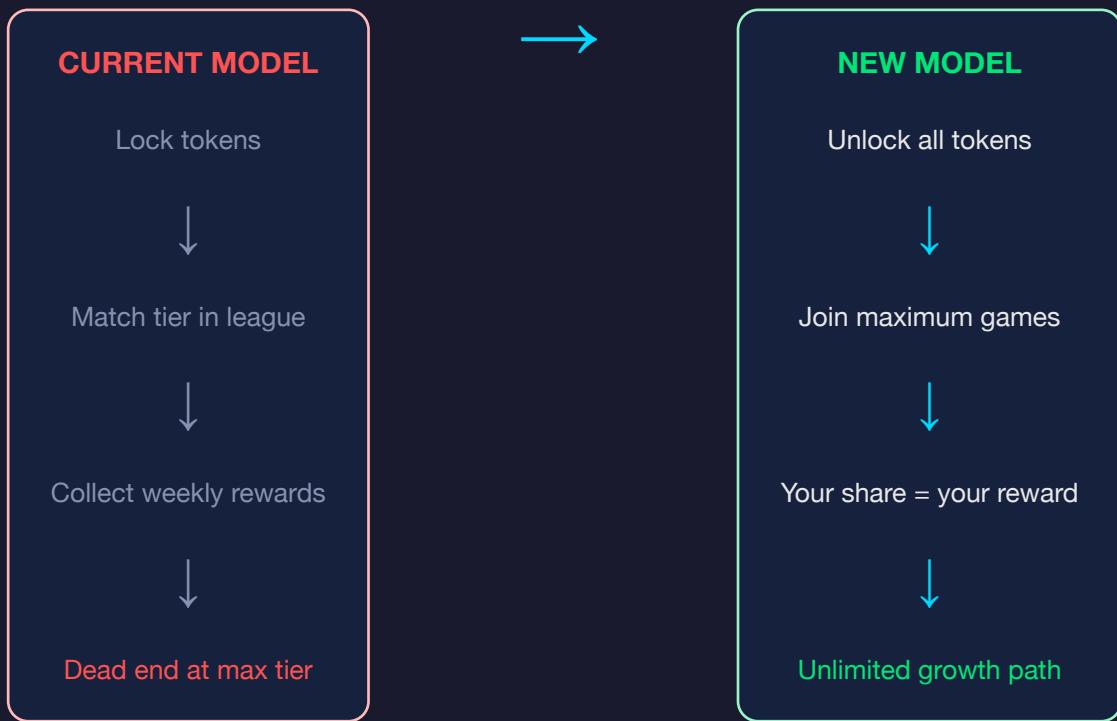 CURRENT MODEL
Lock tokens
Match tier in league
Collect weekly rewards
Dead end at max tier
NEW MODEL
Unlock all tokens
Join maximum games
Your share = your reward
Unlimited growth path